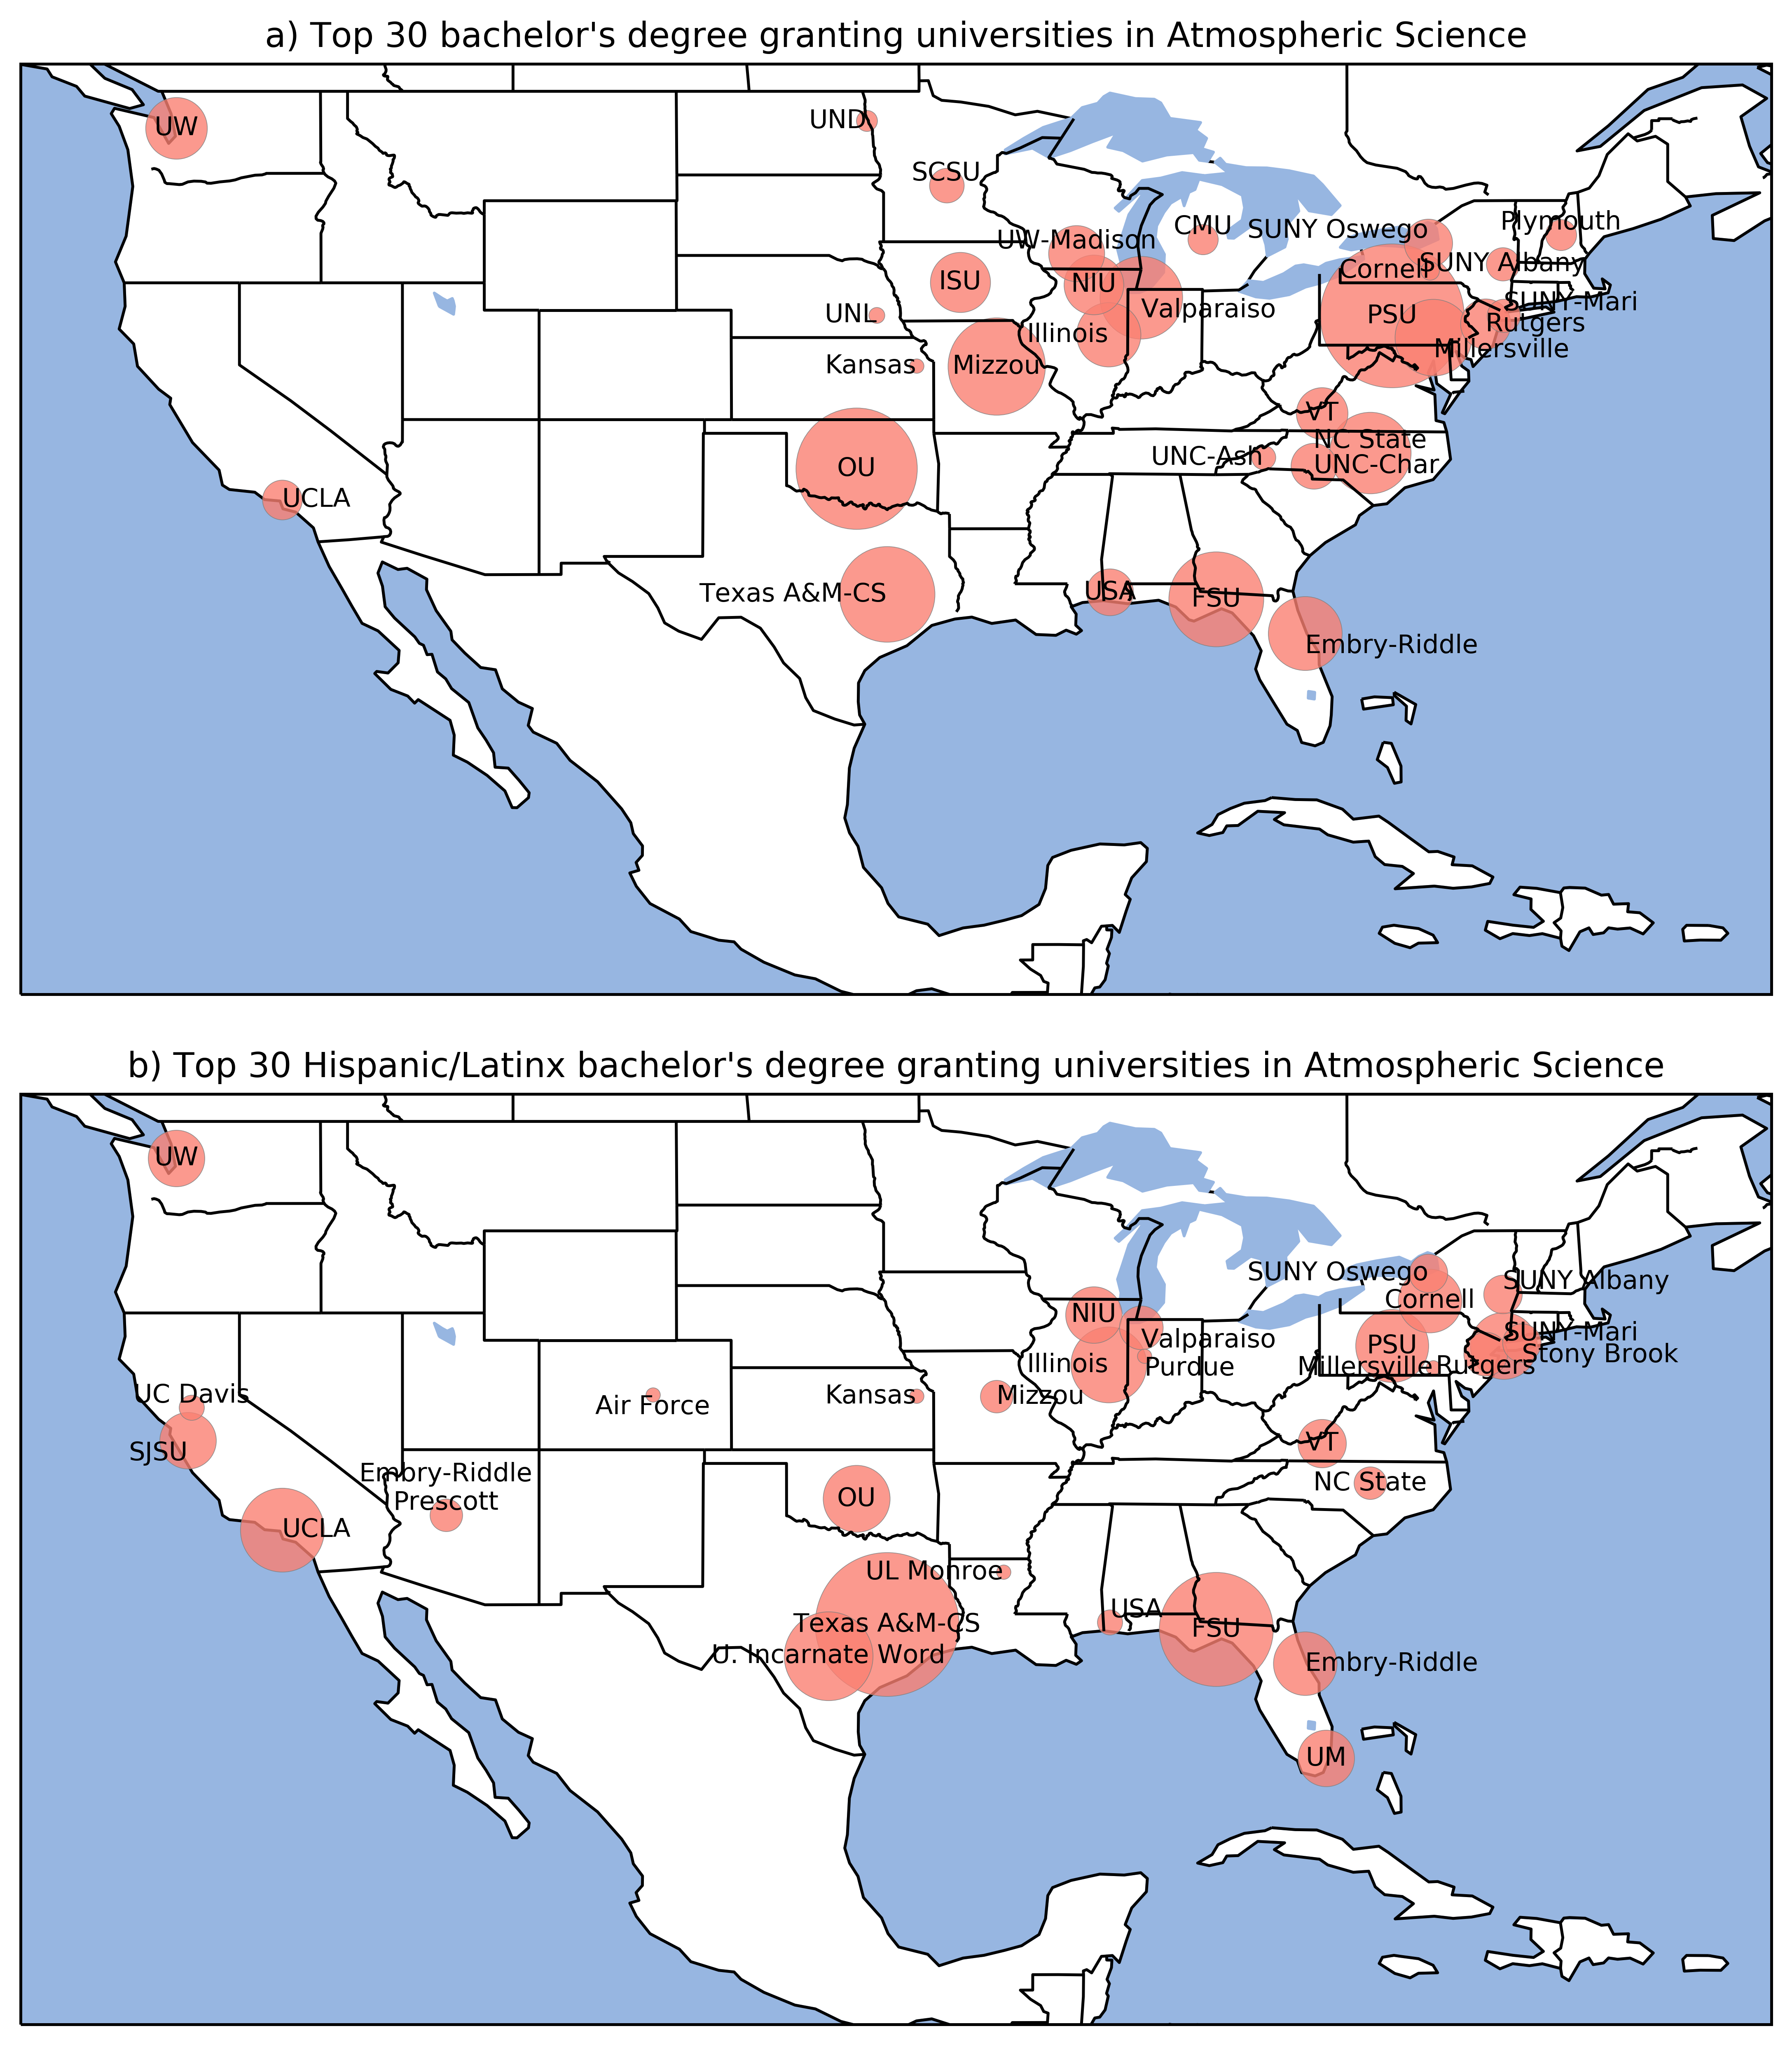 a) Top 30 bachelor's degree granting universities in Atmospheric Science
UW
UND
SCSU
UW-Madison
CMU
SUNY Oswego
Plymouth
Cornell
SUNY Albany
ISU
NIU
Valparaiso
PSU
SUNY-Mari
Rutgers
UNL
Illinois
Millersville
Kansas
Mizzou
VT
NC State
UNC-Ash
UNC-Char
OU
UCLA
Texas A&M-CS
USA
FSU
Embry-Riddle
b) Top 30 Hispanic/Latinx bachelor's degree granting universities in Atmospheric Science
UW
SUNY Oswego
SUNY Albany
Cornell
NIU
Valparaiso
PSU
SUNY-Mari
Stony Brook
Illinois
Purdue
Millersville
Rutgers
UC Davis
Air Force
Kansas
Mizzou
SJSU
VT
Embry-Riddle
Prescott
NC State
OU
UCLA
UL Monroe
USA
Texas A&M-CS
FSU
U. Incarnate Word
Embry-Riddle
UM